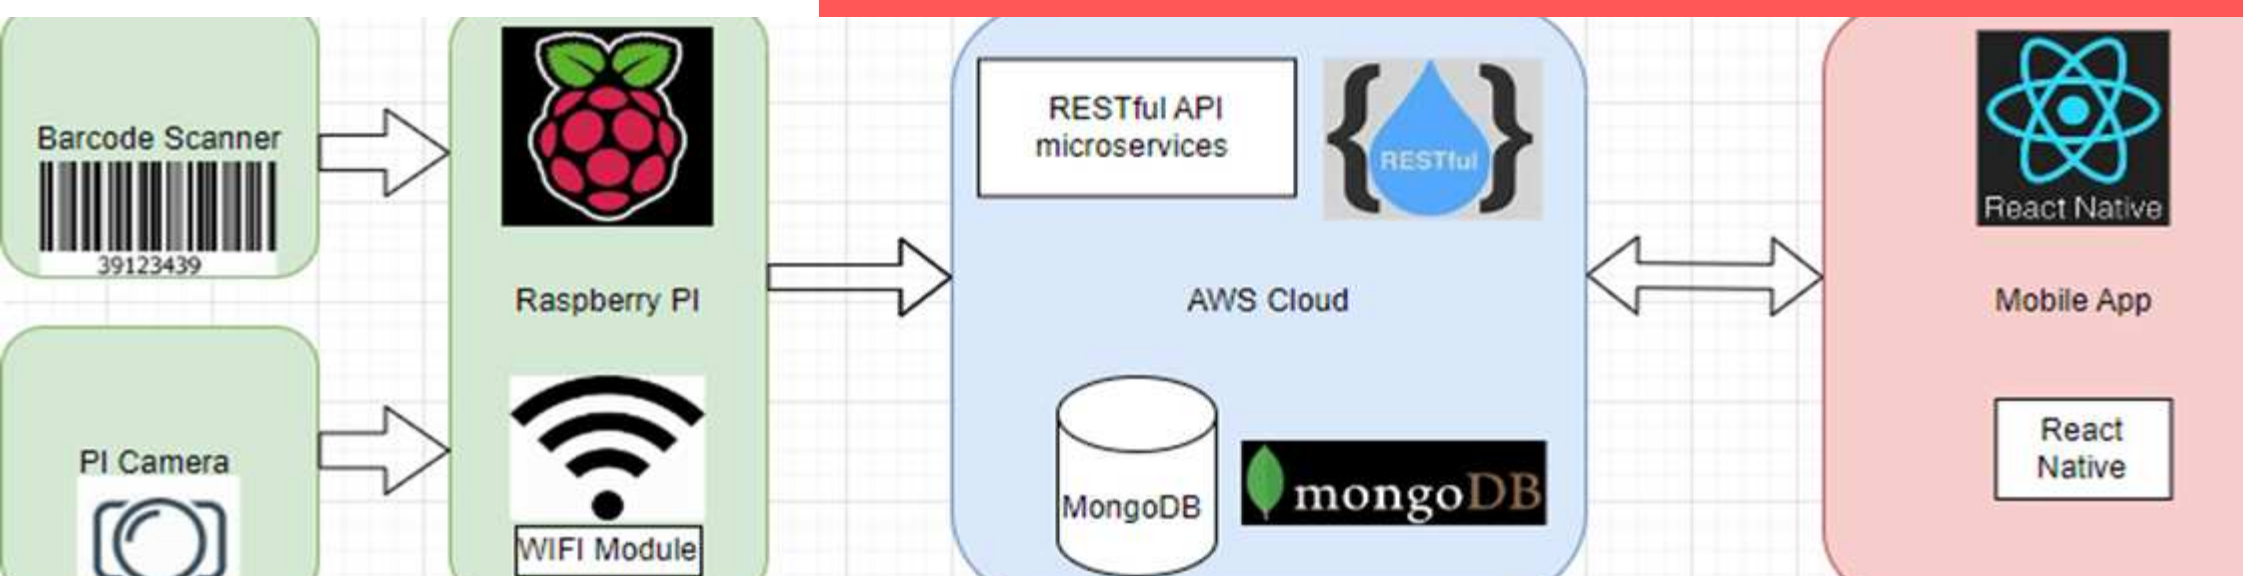 Barcode Scanner
39123439
PI Camera
Raspberry PI
WIFI Module
RESTful API
microservices
RESTful
AWS Cloud
MongoDB
mongoDB
React Native
Mobile App
React
Native